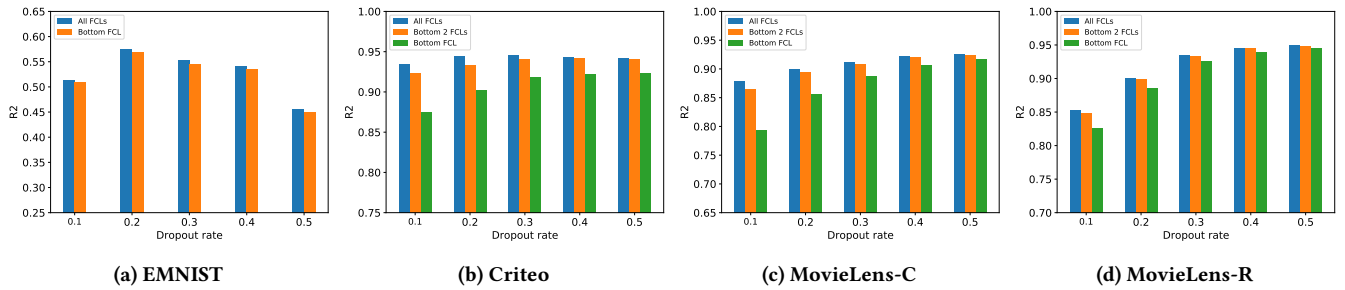 0.65
0.60
0.55
0.50
0.45
0.40
0.35
0.30
0.25
R2
All FCLs
Bottom FCL
0.1 0.2 0.3 0.4 0.5
Dropout rate
(a) EMNIST
1.00
0.95
0.90
0.85
0.80
0.75
R2
All FCLs
Bottom 2 FCLs
Bottom FCL
0.1 0.2 0.3 0.4 0.5
Dropout rate
(b) Criteo
1.00
0.95
0.90
0.85
0.80
0.75
0.70
0.65
R2
All FCLs
Bottom 2 FCLs
Bottom FCL
0.1 0.2 0.3 0.4 0.5
Dropout rate
(c) MovieLens-C
1.00
0.95
0.90
0.85
0.80
0.75
0.70
R2
All FCLs
Bottom 2 FCLs
Bottom FCL
0.1 0.2 0.3 0.4 0.5
Dropout rate
(d) MovieLens-R